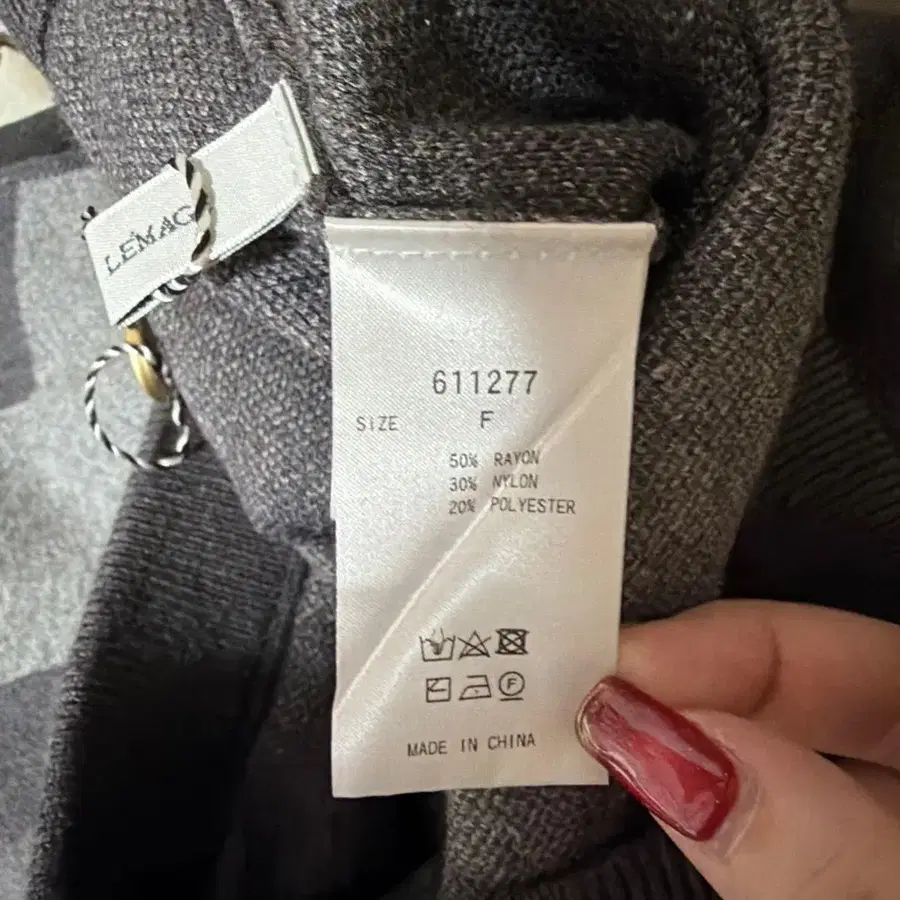 LEMAG
611277
SIZE F
50% RAYON
30% NYLON
20% POLYESTER
F
MADE IN CHINA